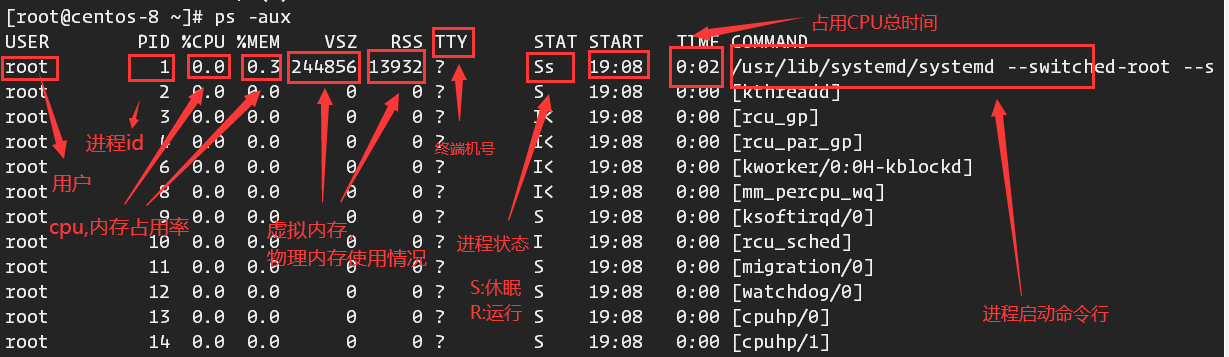 [root@centos-8 ~]# ps -aux
占用CPU总时间
USER PID %CPU %MEM VSZ RSS TTY STAT START TIME COMMAND
root 1 0.0 0.3 244856 13932 ? Ss 19:08 0:02 /usr/lib/systemd/systemd --switched-root --s
root 2 0.0 0.0 0 0 ? S 19:08 0:00 [kthreadd]
root 3 0.0 0.0 0 0 ? I< 19:08 0:00 [rcu_gp]
进程id
终端机号
root 4 0.0 0.0 0 0 ? I< 19:08 0:00 [rcu_par_gp]
root 6 0.0 0.0 0 0 ? I< 19:08 0:00 [kworker/0:0H-kblockd]
用户
root 8 0.0 0.0 0 0 ? I< 19:08 0:00 [mm_percpu_wq]
root 9 0.0 0.0 0 0 ? S 19:08 0:00 [ksoftirqd/0]
cpu,内存占用率
虚拟内存,
物理内存使用情况
进程状态
root 10 0.0 0.0 0 0 ? I 19:08 0:00 [rcu_sched]
root 11 0.0 0.0 0 0 ? S 19:08 0:00 [migration/0]
S:休眠
R:运行
root 12 0.0 0.0 0 0 ? S 19:08 0:00 [watchdog/0]
root 13 0.0 0.0 0 0 ? S 19:08 0:00 [cpuhp/0]
进程启动命令行
root 14 0.0 0.0 0 0 ? S 19:08 0:00 [cpuhp/1]